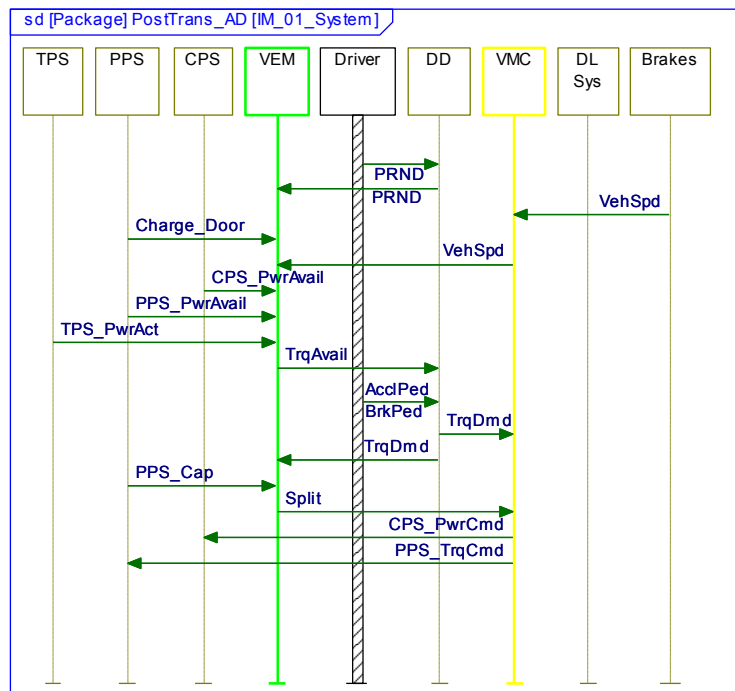 sd [Package] PostTrans_AD [IM_01_System]
TPS PPS CPS VEM Driver DD VMC DL Brakes
Sys
PRND
PRND
VehSpd
Charge_Door
VehSpd
CPS_PwrAvail
PPS_PwrAvail
TPS_PwrAct
TrqAvail
AcclPed
BrkPed
TrqDmd
TrqDmd
PPS_Cap
Split
CPS_PwrCmd
PPS_TrqCmd